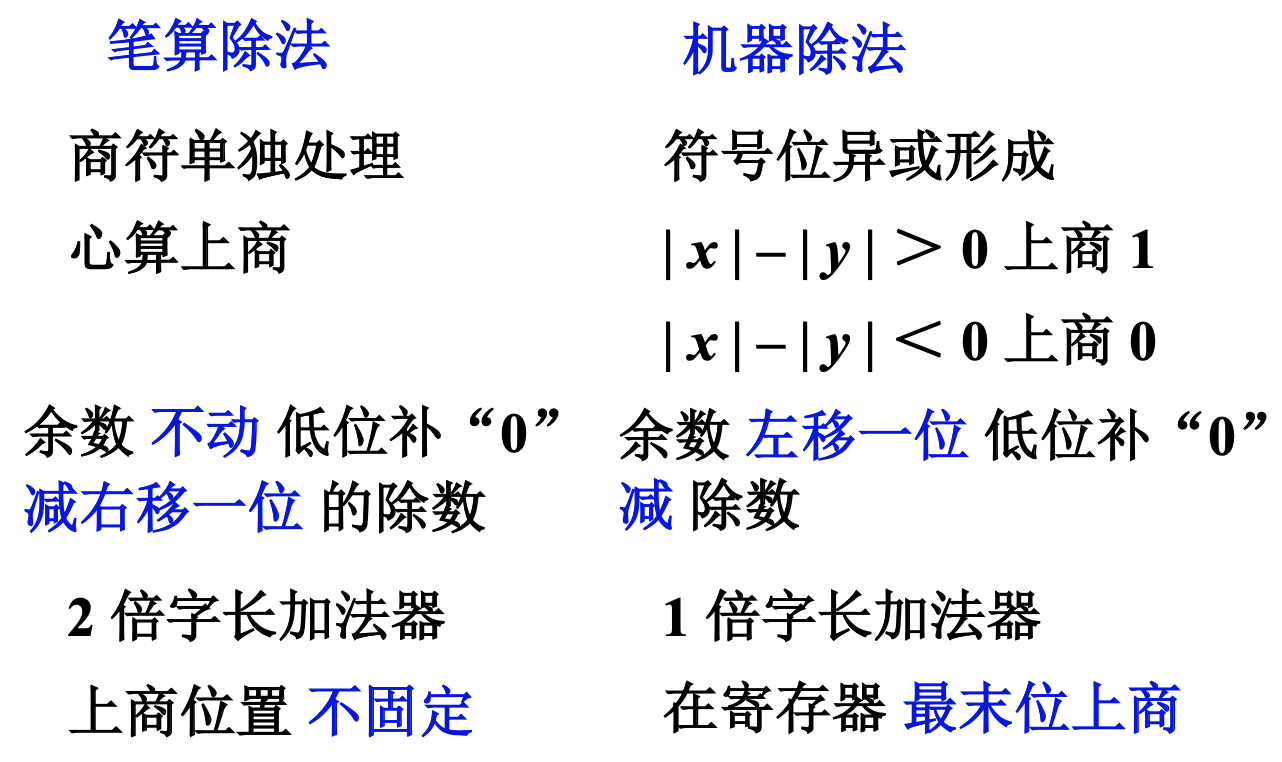 笔算除法 机器除法
商符单独处理 符号位异或形成
心算上商 | x | – | y | ＞ 0 上商 1
| x | – | y | ＜ 0 上商 0
余数 不动 低位补“0” 余数 左移一位 低位补“0”
减右移一位 的除数 减 除数
2 倍字长加法器 1 倍字长加法器
上商位置 不固定 在寄存器 最末位上商